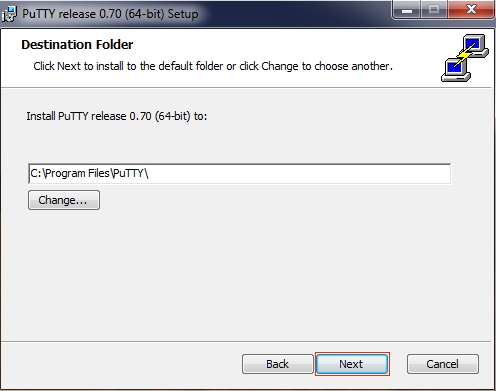 PuTTY release 0.70 (64-bit) Setup
Destination Folder
Click Next to install to the default folder or click Change to choose another.
Install PuTTY release 0.70 (64-bit) to:
C:\Program Files\PuTTY\
Change...
Back
Next
Cancel